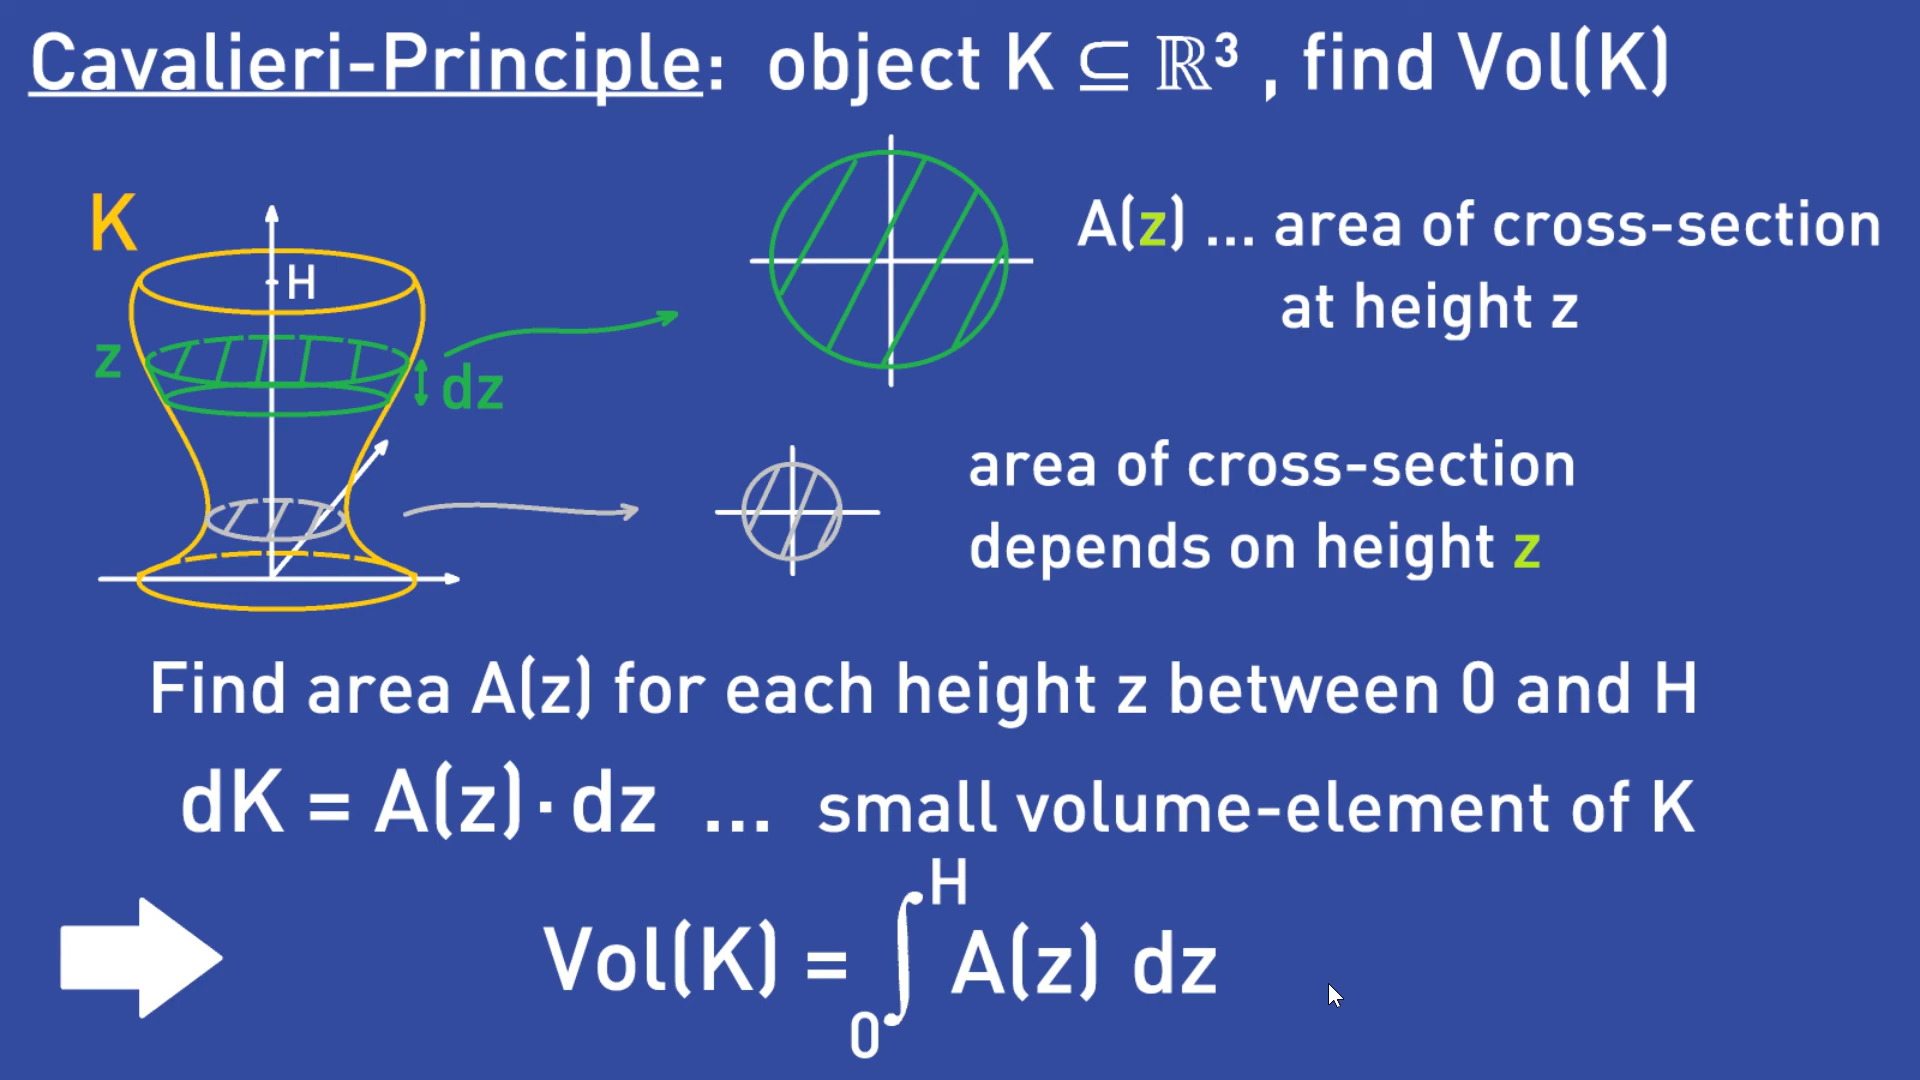 Cavalieri-Principle: object K ⊆ ℝ³ , find Vol(K)
K
H
z
dz
A(z) ... area of cross-section
at height z
area of cross-section
depends on height z
Find area A(z) for each height z between 0 and H
dK = A(z) · dz ... small volume-element of K
Vol(K) = ∫₀ᴴ A(z) dz